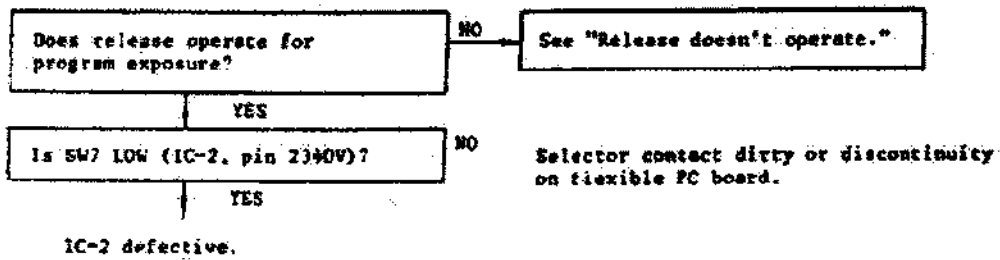 Does release operate for
program exposure?
NO
See "Release doesn't operate."
YES
Is SW7 LOW (IC-2, pin 23≅0V)?
NO
Selector contact dirty or discontinuity
on flexible PC board.
YES
IC-2 defective.